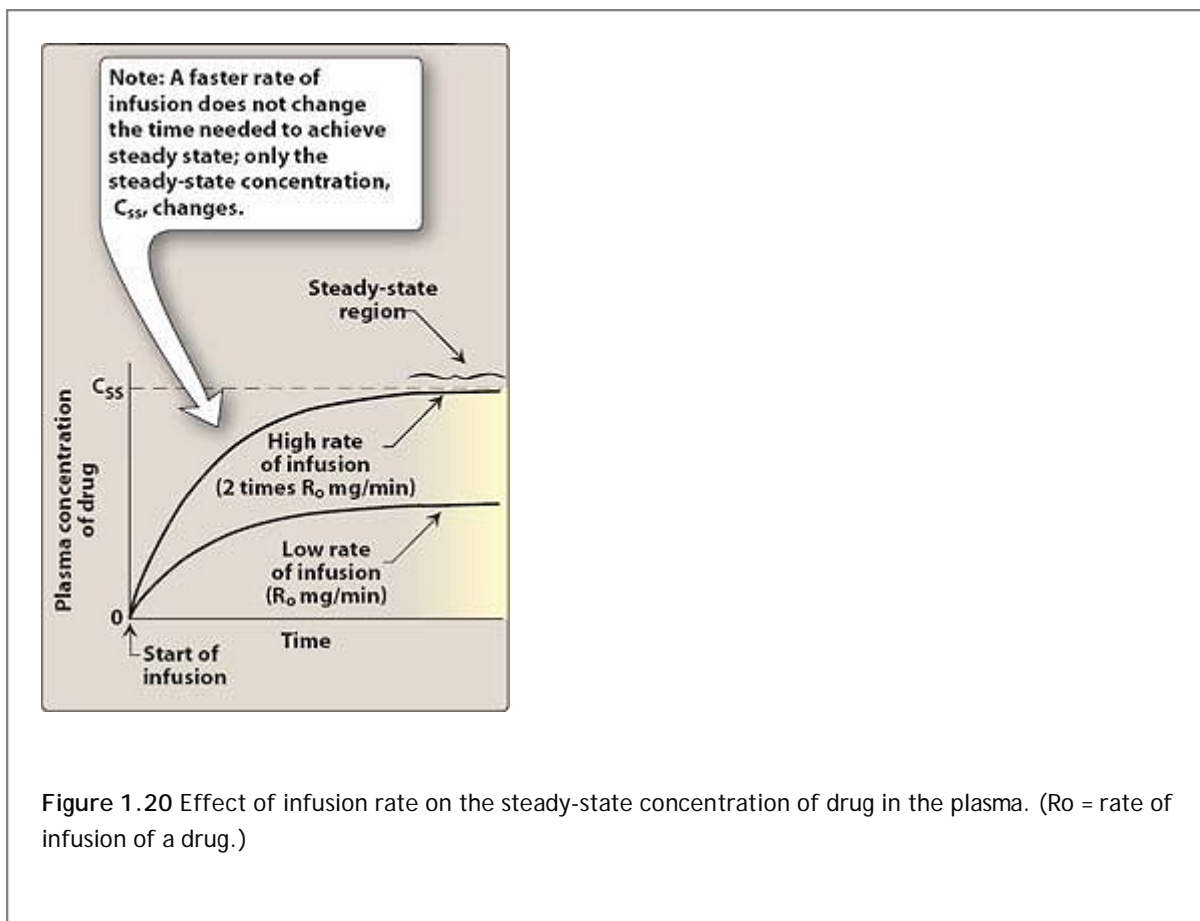 Note: A faster rate of
infusion does not change
the time needed to achieve
steady state; only the
steady-state concentration,
Css, changes.
Steady-state
region
Css
High rate
of infusion
(2 times Ro mg/min)
Low rate
of infusion
(Ro mg/min)
Plasma concentration
of drug
0
Time
Start of
infusion
Figure 1.20 Effect of infusion rate on the steady-state concentration of drug in the plasma. (Ro = rate of
infusion of a drug.)